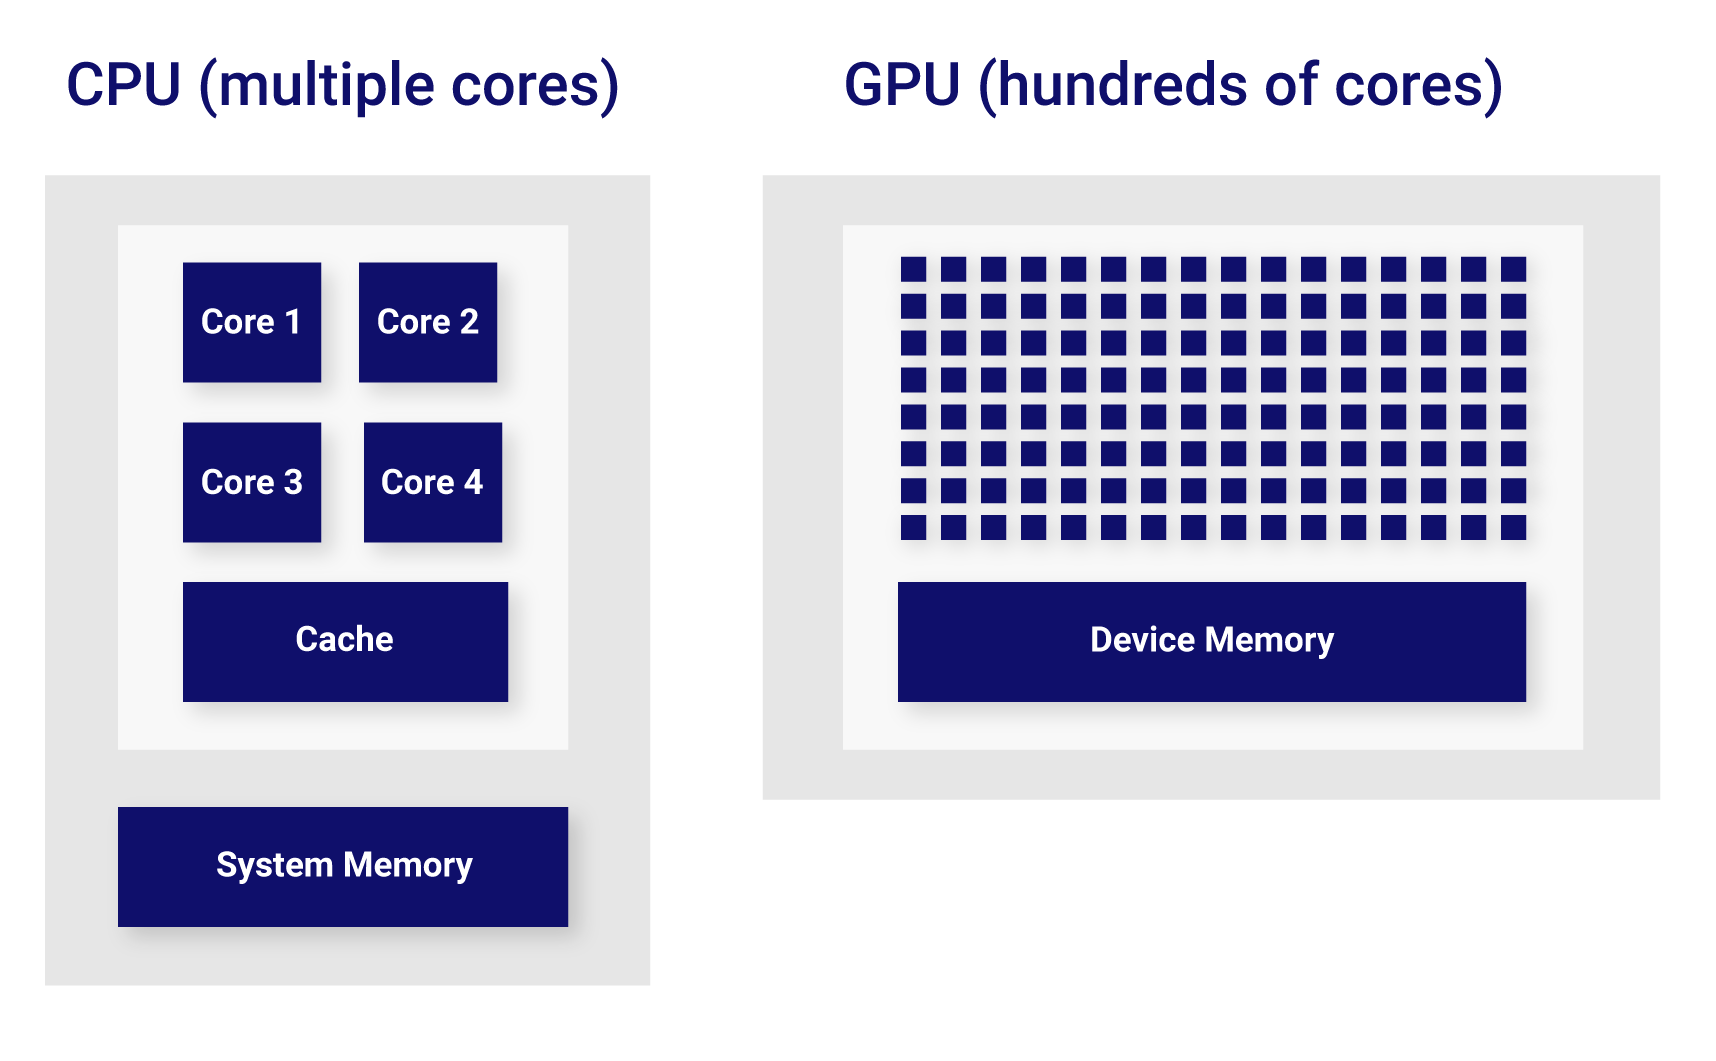 CPU (multiple cores)
GPU (hundreds of cores)
Core 1
Core 2
Core 3
Core 4
Cache
System Memory
Device Memory